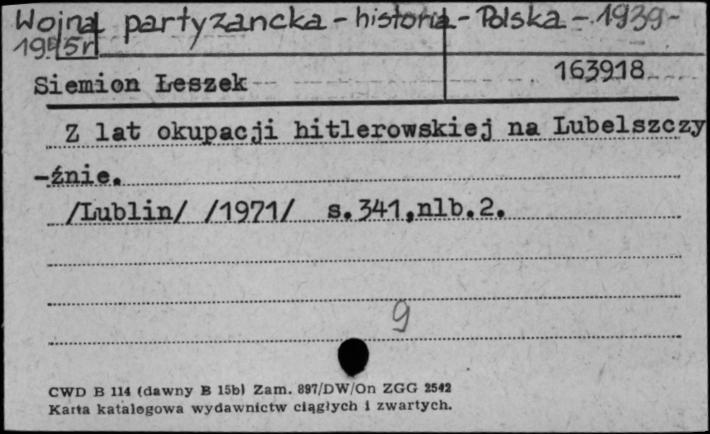 Wojna partyzancka - historia - Polska - 1939-
1945r
Siemion Łeszek 163918
Z lat okupacji hitlerowskiej na Lubelszczy
-źnie.
/Lublin/ /1971/ s.341,nlb.2.
9
CWD B 114 (dawny B 15b) Zam. 897/DW/On ZGG 2542
Karta katalogowa wydawnictw ciągłych i zwartych.